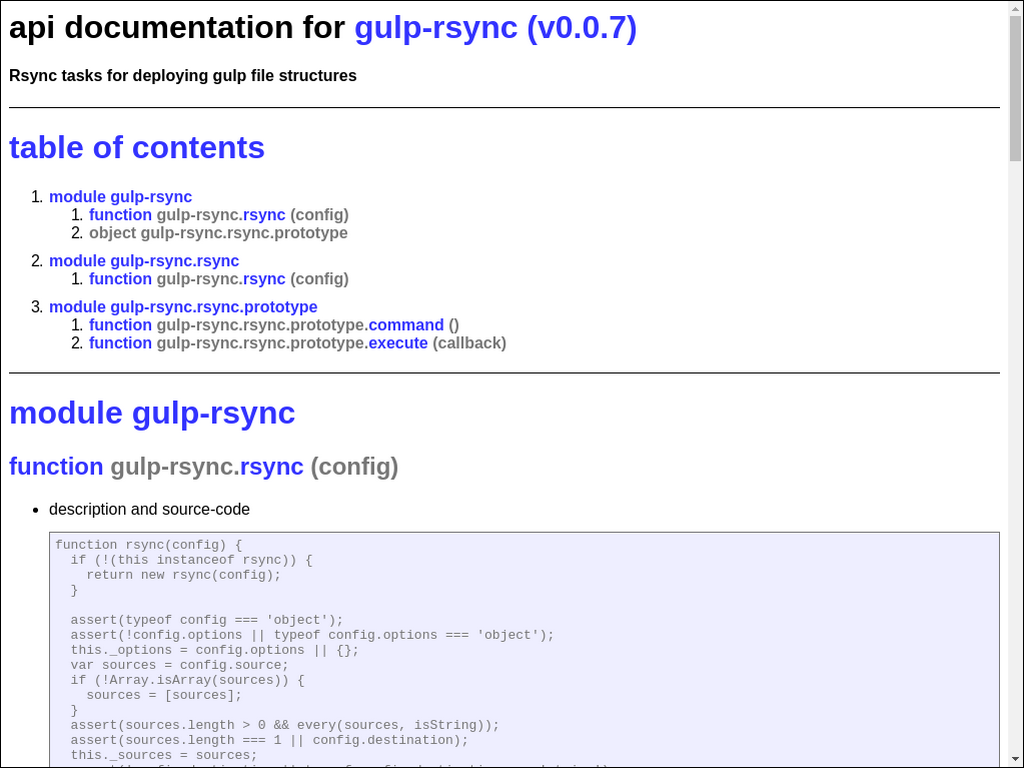 api documentation for gulp-rsync (v0.0.7)
Rsync tasks for deploying gulp file structures
table of contents
1. module gulp-rsync
1. function gulp-rsync.rsync (config)
2. object gulp-rsync.rsync.prototype
2. module gulp-rsync.rsync
1. function gulp-rsync.rsync (config)
3. module gulp-rsync.rsync.prototype
1. function gulp-rsync.rsync.prototype.command ()
2. function gulp-rsync.rsync.prototype.execute (callback)
module gulp-rsync
function gulp-rsync.rsync (config)
• description and source-code
function rsync(config) {
  if (!(this instanceof rsync)) {
    return new rsync(config);
  }
  assert(typeof config === 'object');
  assert(!config.options || typeof config.options === 'object');
  this._options = config.options || {};
  var sources = config.source;
  if (!Array.isArray(sources)) {
    sources = [sources];
  }
  assert(sources.length > 0 && every(sources, isString));
  assert(sources.length === 1 || config.destination);
  this._sources = sources;